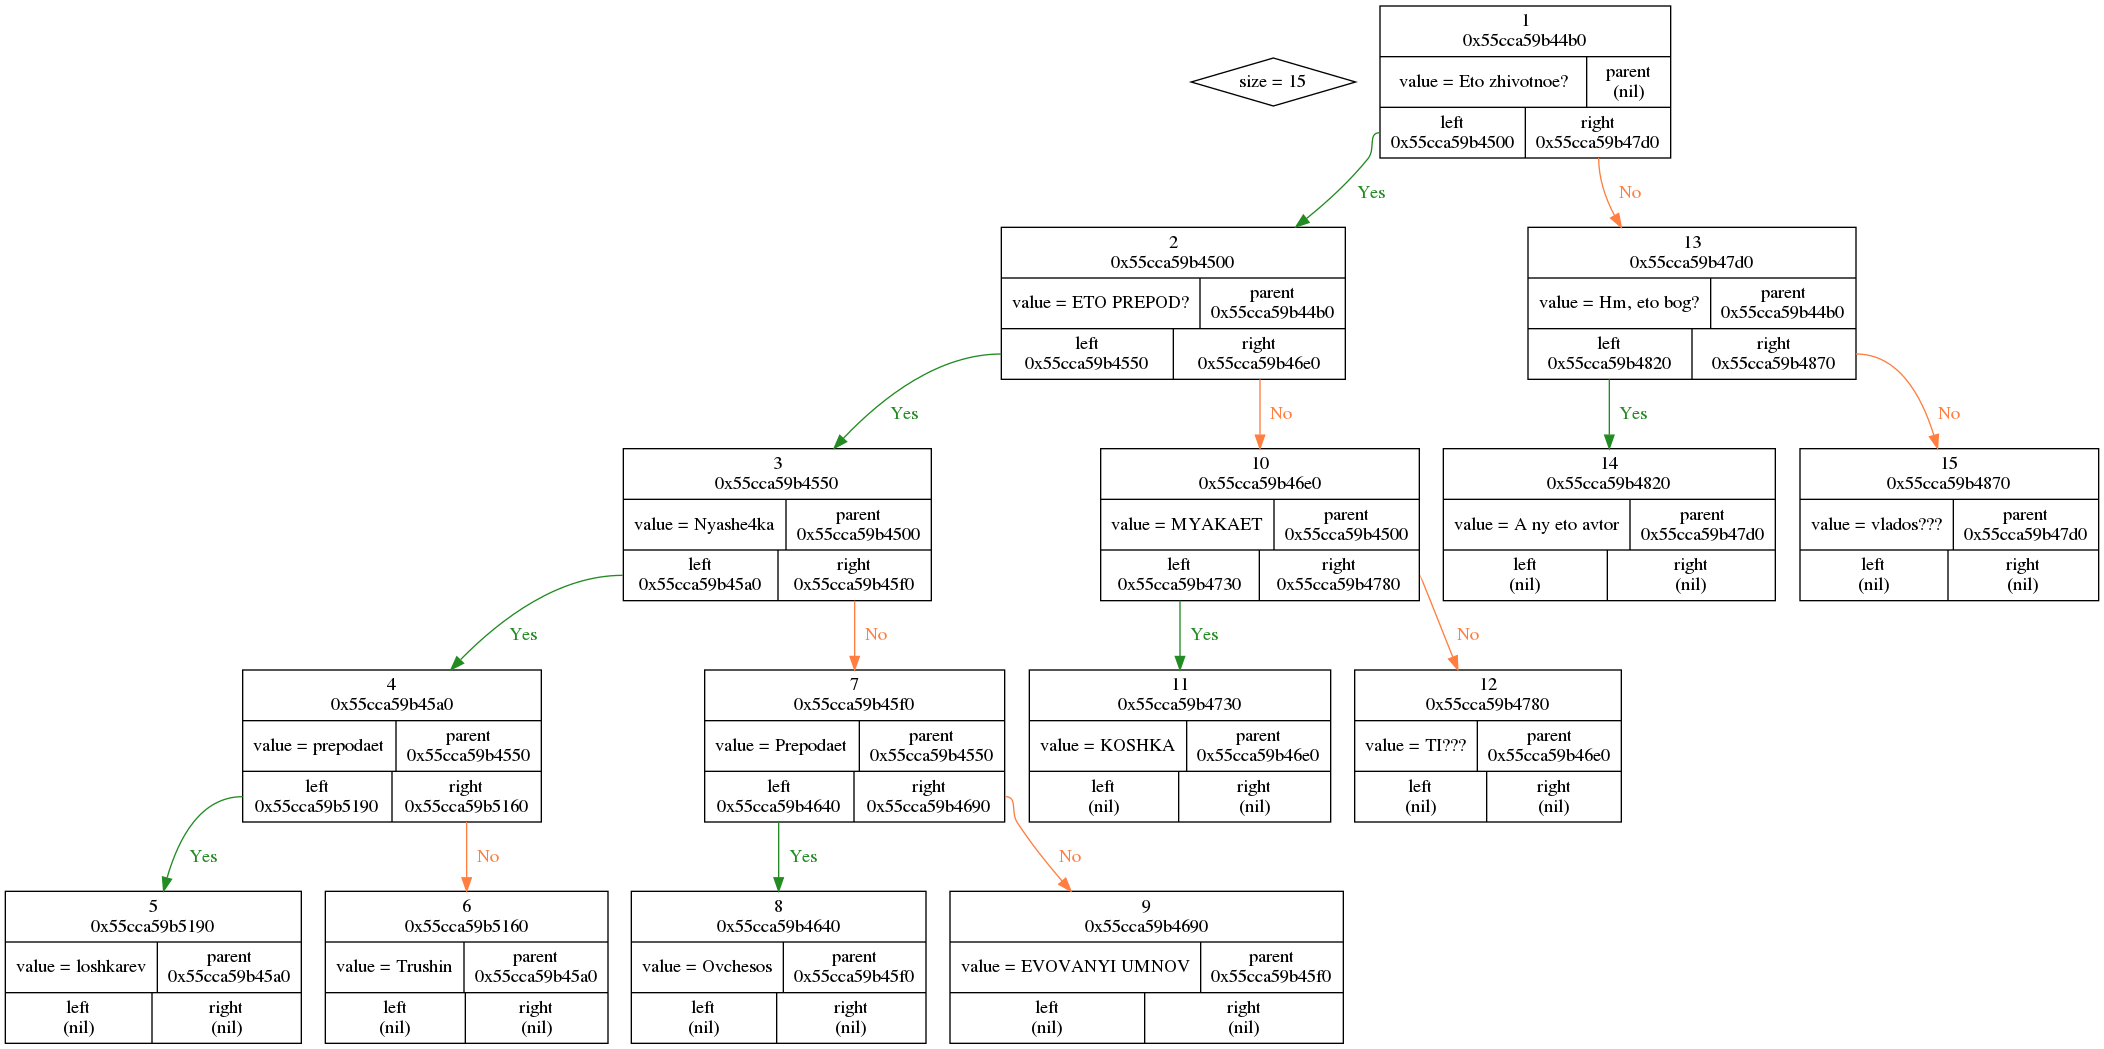 1
0x55cca59b44b0
size = 15
value = Eto zhivotnoe?
parent
(nil)
left
0x55cca59b4500
right
0x55cca59b47d0
Yes
No
2
0x55cca59b4500
value = ETO PREPOD?
parent
0x55cca59b44b0
left
0x55cca59b4550
right
0x55cca59b46e0
13
0x55cca59b47d0
value = Hm, eto bog?
parent
0x55cca59b44b0
left
0x55cca59b4820
right
0x55cca59b4870
Yes
No
Yes
No
3
0x55cca59b4550
value = Nyashe4ka
parent
0x55cca59b4500
left
0x55cca59b45a0
right
0x55cca59b45f0
10
0x55cca59b46e0
value = MYAKAET
parent
0x55cca59b4500
left
0x55cca59b4730
right
0x55cca59b4780
14
0x55cca59b4820
value = A ny eto avtor
parent
0x55cca59b47d0
left
(nil)
right
(nil)
15
0x55cca59b4870
value = vlados???
parent
0x55cca59b47d0
left
(nil)
right
(nil)
Yes
No
Yes
No
4
0x55cca59b45a0
value = prepodaet
parent
0x55cca59b4550
left
0x55cca59b5190
right
0x55cca59b5160
7
0x55cca59b45f0
value = Prepodaet
parent
0x55cca59b4550
left
0x55cca59b4640
right
0x55cca59b4690
11
0x55cca59b4730
value = KOSHKA
parent
0x55cca59b46e0
left
(nil)
right
(nil)
12
0x55cca59b4780
value = TI???
parent
0x55cca59b46e0
left
(nil)
right
(nil)
Yes
No
Yes
No
5
0x55cca59b5190
value = loshkarev
parent
0x55cca59b45a0
left
(nil)
right
(nil)
6
0x55cca59b5160
value = Trushin
parent
0x55cca59b45a0
left
(nil)
right
(nil)
8
0x55cca59b4640
value = Ovchesos
parent
0x55cca59b45f0
left
(nil)
right
(nil)
9
0x55cca59b4690
value = EVOVANYI UMNOV
parent
0x55cca59b45f0
left
(nil)
right
(nil)